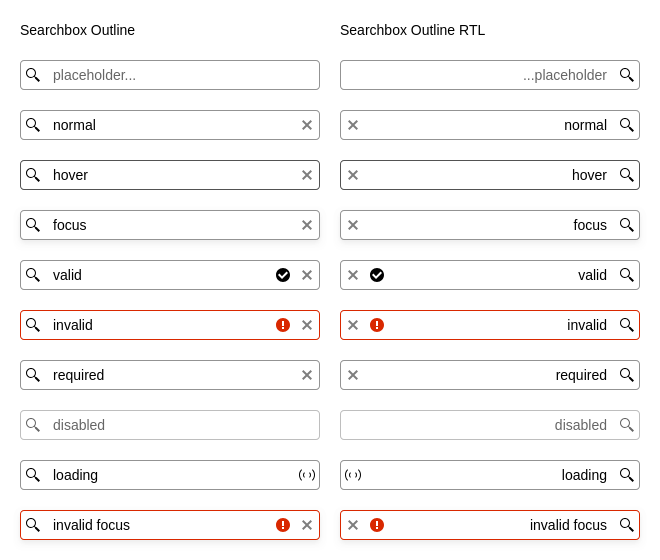 Searchbox Outline
placeholder...
normal
hover
focus
valid
invalid
required
disabled
loading
invalid focus
Searchbox Outline RTL
...placeholder
normal
hover
focus
valid
invalid
required
disabled
loading
invalid focus